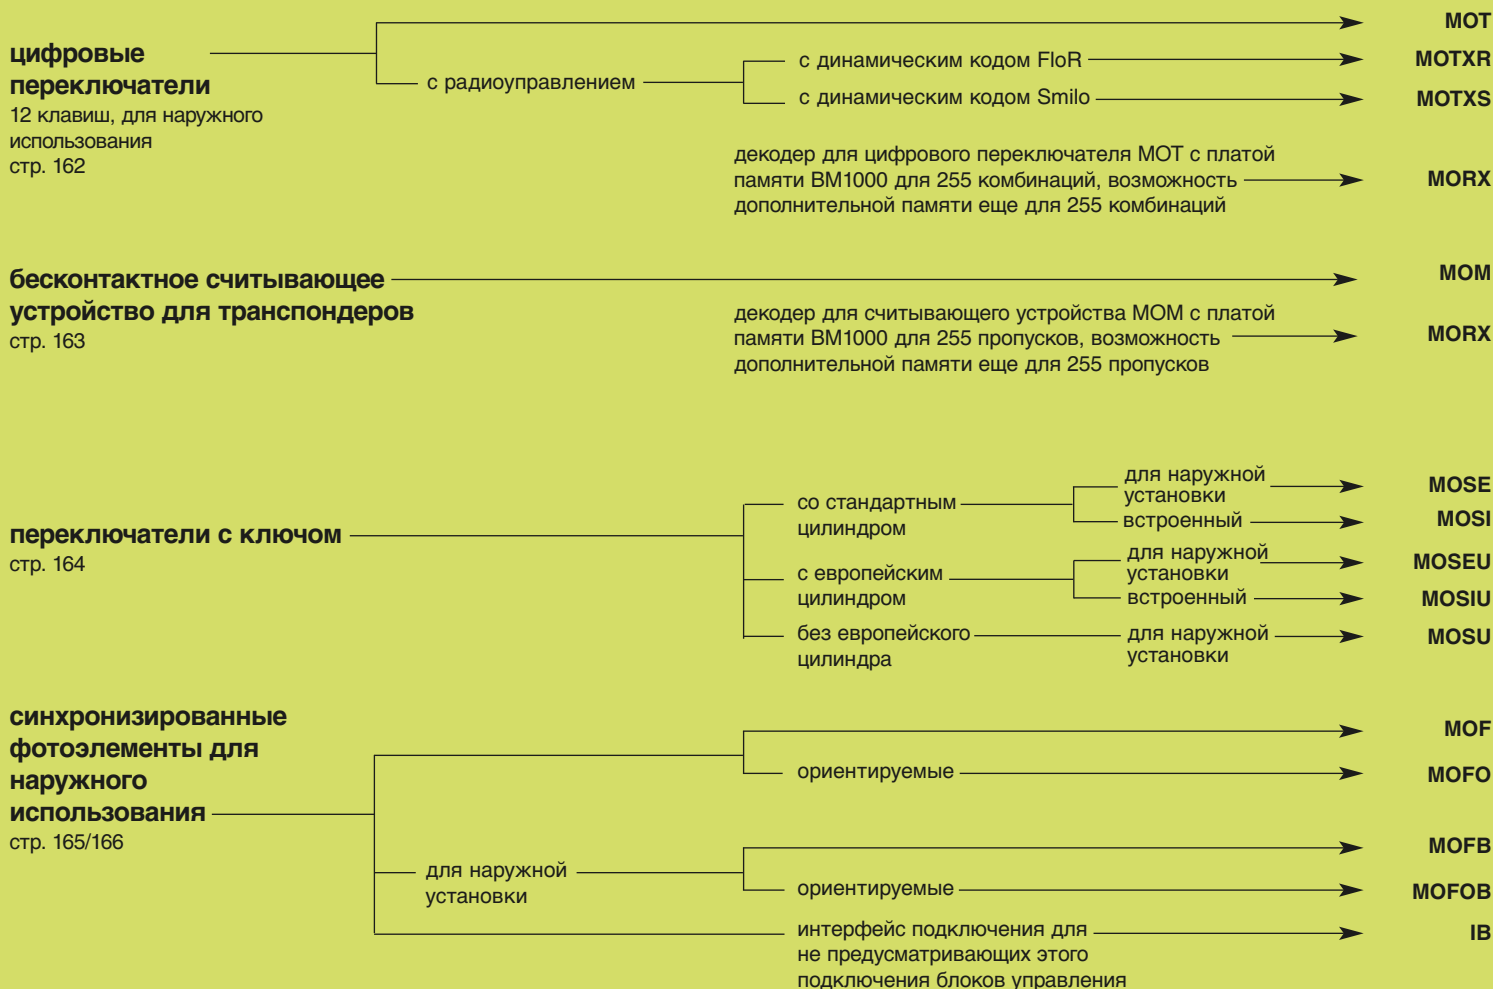 цифровые
переключатели
12 клавиш, для наружного
использования
стр. 162
MOT
с радиоуправлением
с динамическим кодом FloR
MOTXR
с динамическим кодом Smilo
MOTXS
декодер для цифрового переключателя MOT с платой
памяти BM1000 для 255 комбинаций, возможность
дополнительной памяти еще для 255 комбинаций
MORX
бесконтактное считывающее
устройство для транспондеров
стр. 163
MOM
декодер для считывающего устройства MOM с платой
памяти BM1000 для 255 пропусков, возможность
дополнительной памяти еще для 255 пропусков
MORX
переключатели с ключом
стр. 164
со стандартным
цилиндром
для наружной
установки
MOSE
встроенный
MOSI
с европейским
цилиндром
для наружной
установки
MOSEU
встроенный
MOSIU
без европейского
цилиндра
для наружной
установки
MOSU
синхронизированные
фотоэлементы для
наружного
использования
стр. 165/166
MOF
ориентируемые
MOFO
для наружной
установки
MOFB
ориентируемые
MOFOB
интерфейс подключения для
не предусматривающих этого
подключения блоков управления
IB